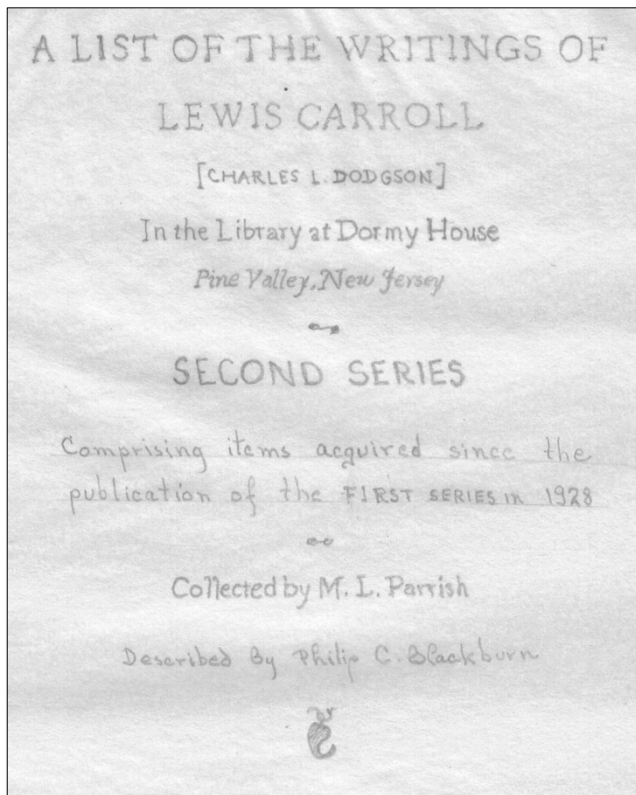 A LIST OF THE WRITINGS OF
LEWIS CARROLL
[CHARLES L. DODGSON]
In the Library at Dormy House
Pine Valley, New Jersey
SECOND SERIES
Comprising items acquired since the
publication of the FIRST SERIES in 1928
Collected by M. L. Parrish
Described By Philip C. Blackburn